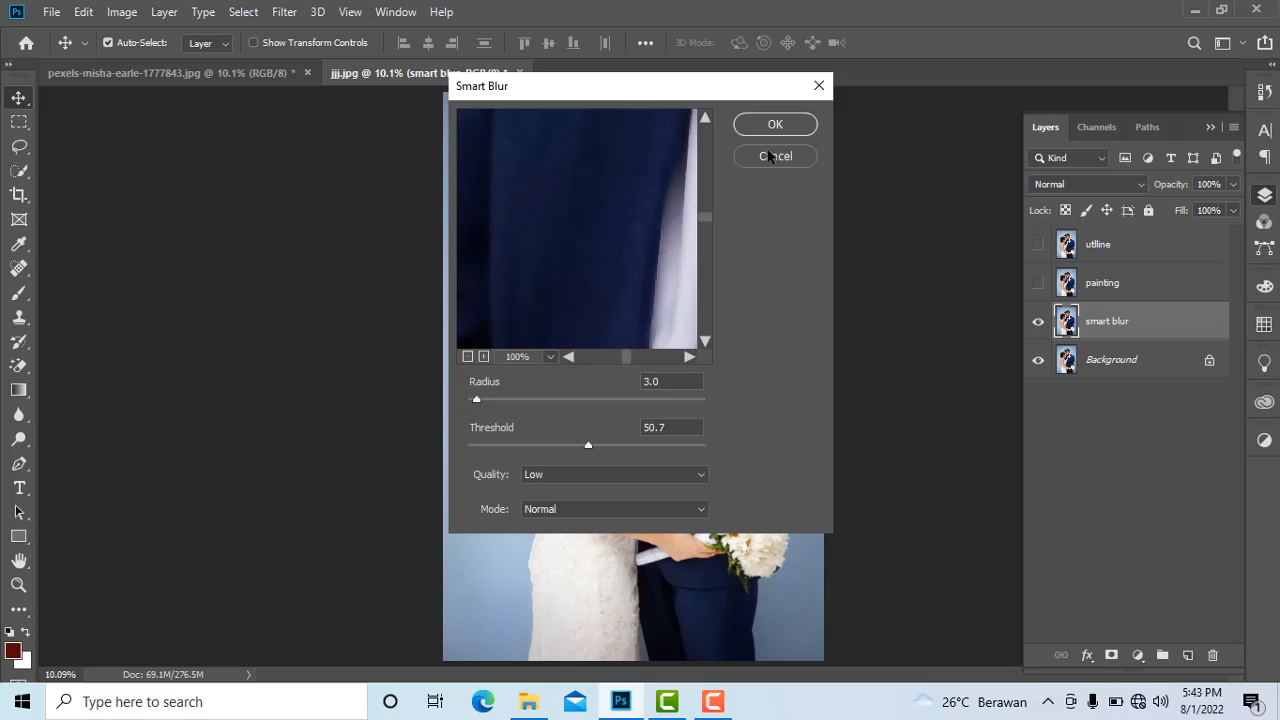 Ps File Edit Image Layer Type Select Filter 3D View Window Help
Auto-Select: Layer Show Transform Controls 3D Mode:
pexels-misha-earle-1777843.jpg @ 10.1% (RGB/8) * jjj.jpg @ 10.1% (smart blur, RGB/8) *
Smart Blur
OK
Cancel
100%
Radius 3.0
Threshold 50.7
Quality: Low
Mode: Normal
Layers Channels Paths
Kind
Normal Opacity: 100%
Lock: Fill: 100%
utline
painting
smart blur
Background
10.09% Doc: 69.1M/276.5M
Type here to search
Ps
26°C Berawan
3:43 PM
8/1/2022
1